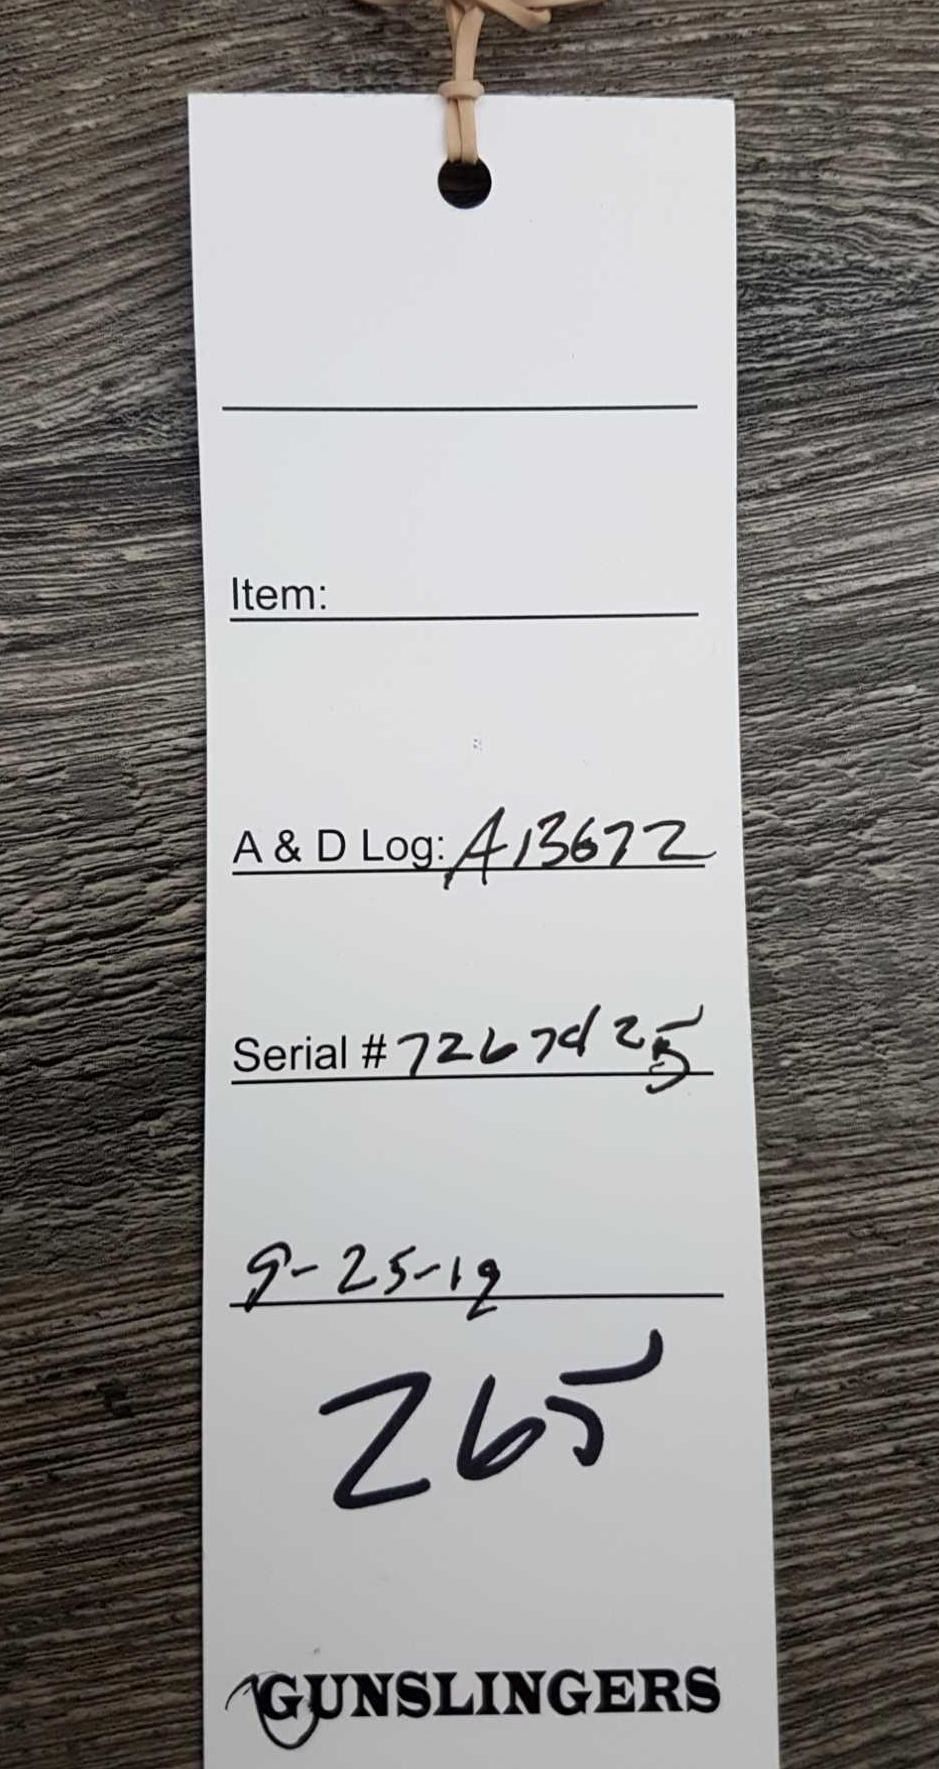 Item:
A & D Log: A13672
Serial # 7267d25
9-25-19
265
GUNSLINGERS